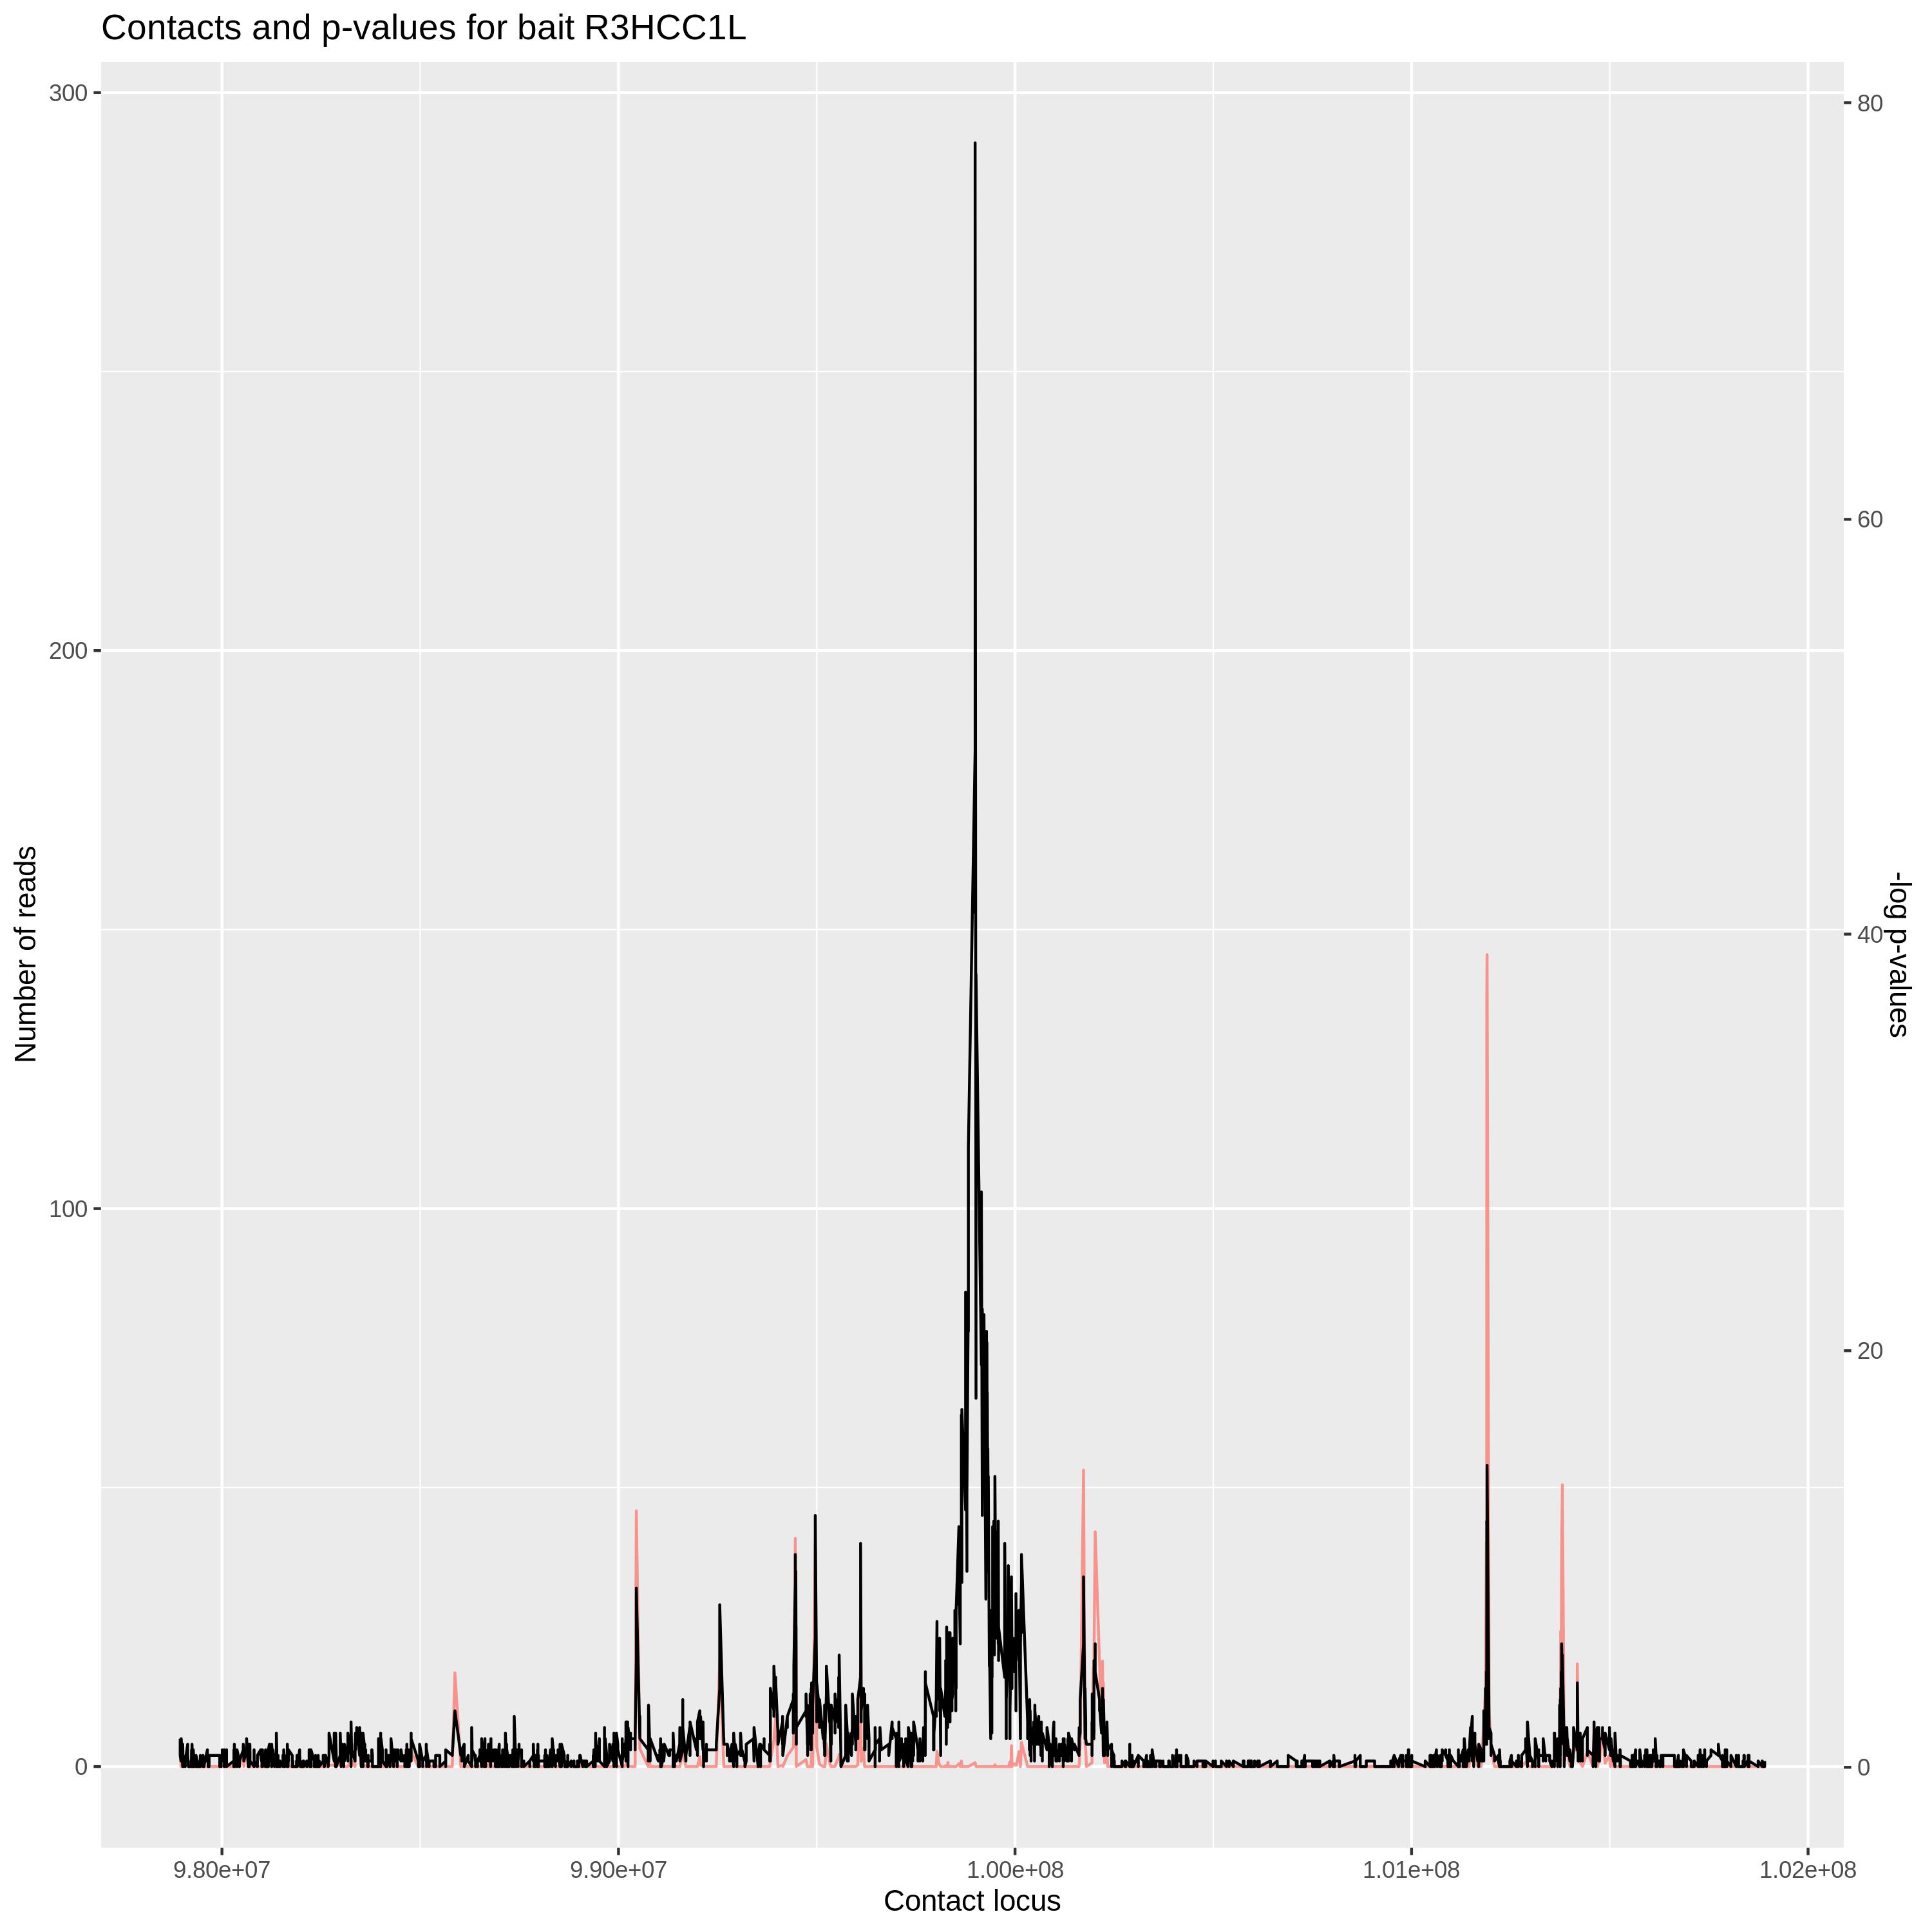 Contacts and p-values for bait R3HCC1L
300
200
100
0
Number of reads
80
60
40
20
0
-log p-values
9.80e+07
9.90e+07
1.00e+08
1.01e+08
1.02e+08
Contact locus